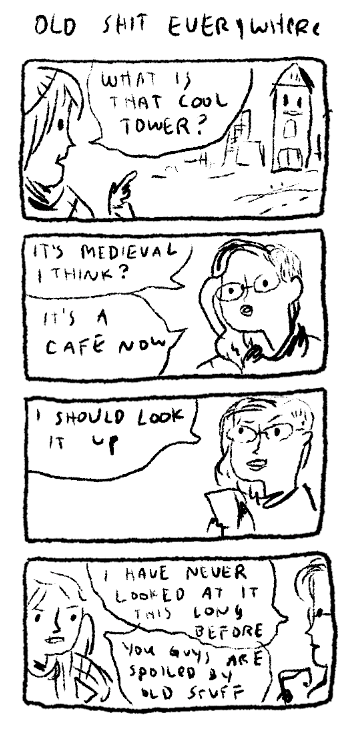 OLD SHIT EVERYWHERE
WHAT IS
THAT COOL
TOWER?
IT'S MEDIEVAL
I THINK?
IT'S A
CAFÉ NOW
I SHOULD LOOK
IT UP
I HAVE NEVER
LOOKED AT IT
THIS LONG
BEFORE
YOU GUYS ARE
SPOILED BY
OLD STUFF